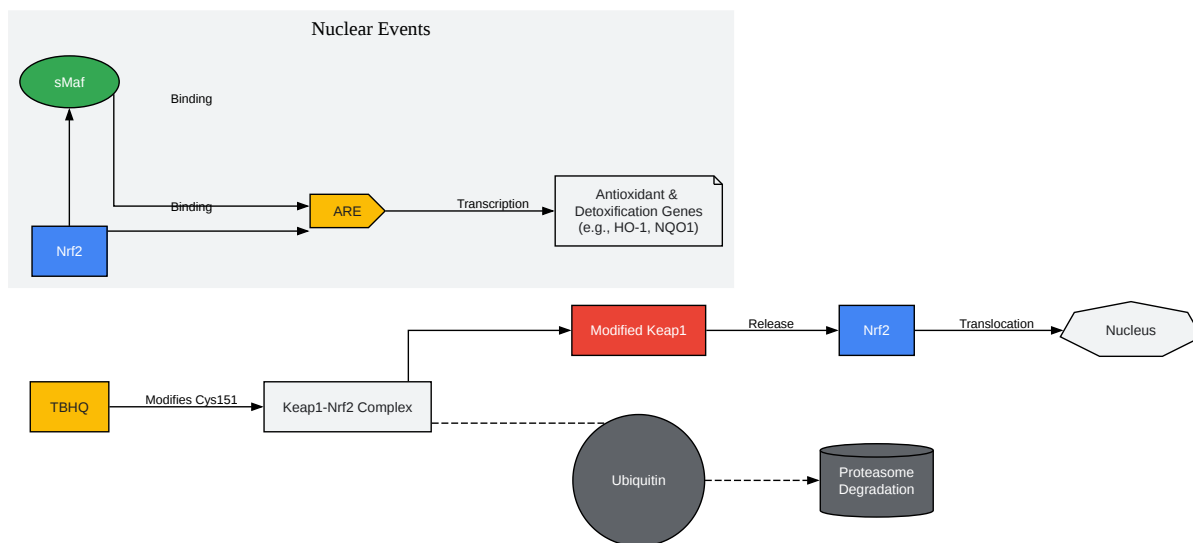 Nuclear Events
sMaf
Binding
Antioxidant &
Detoxification Genes
(e.g., HO-1, NQO1)
Binding
ARE
Transcription
Nrf2
Modified Keap1
Release
Nrf2
Translocation
Nucleus
TBHQ
Modifies Cys151
Keap1-Nrf2 Complex
Ubiquitin
Proteasome
Degradation